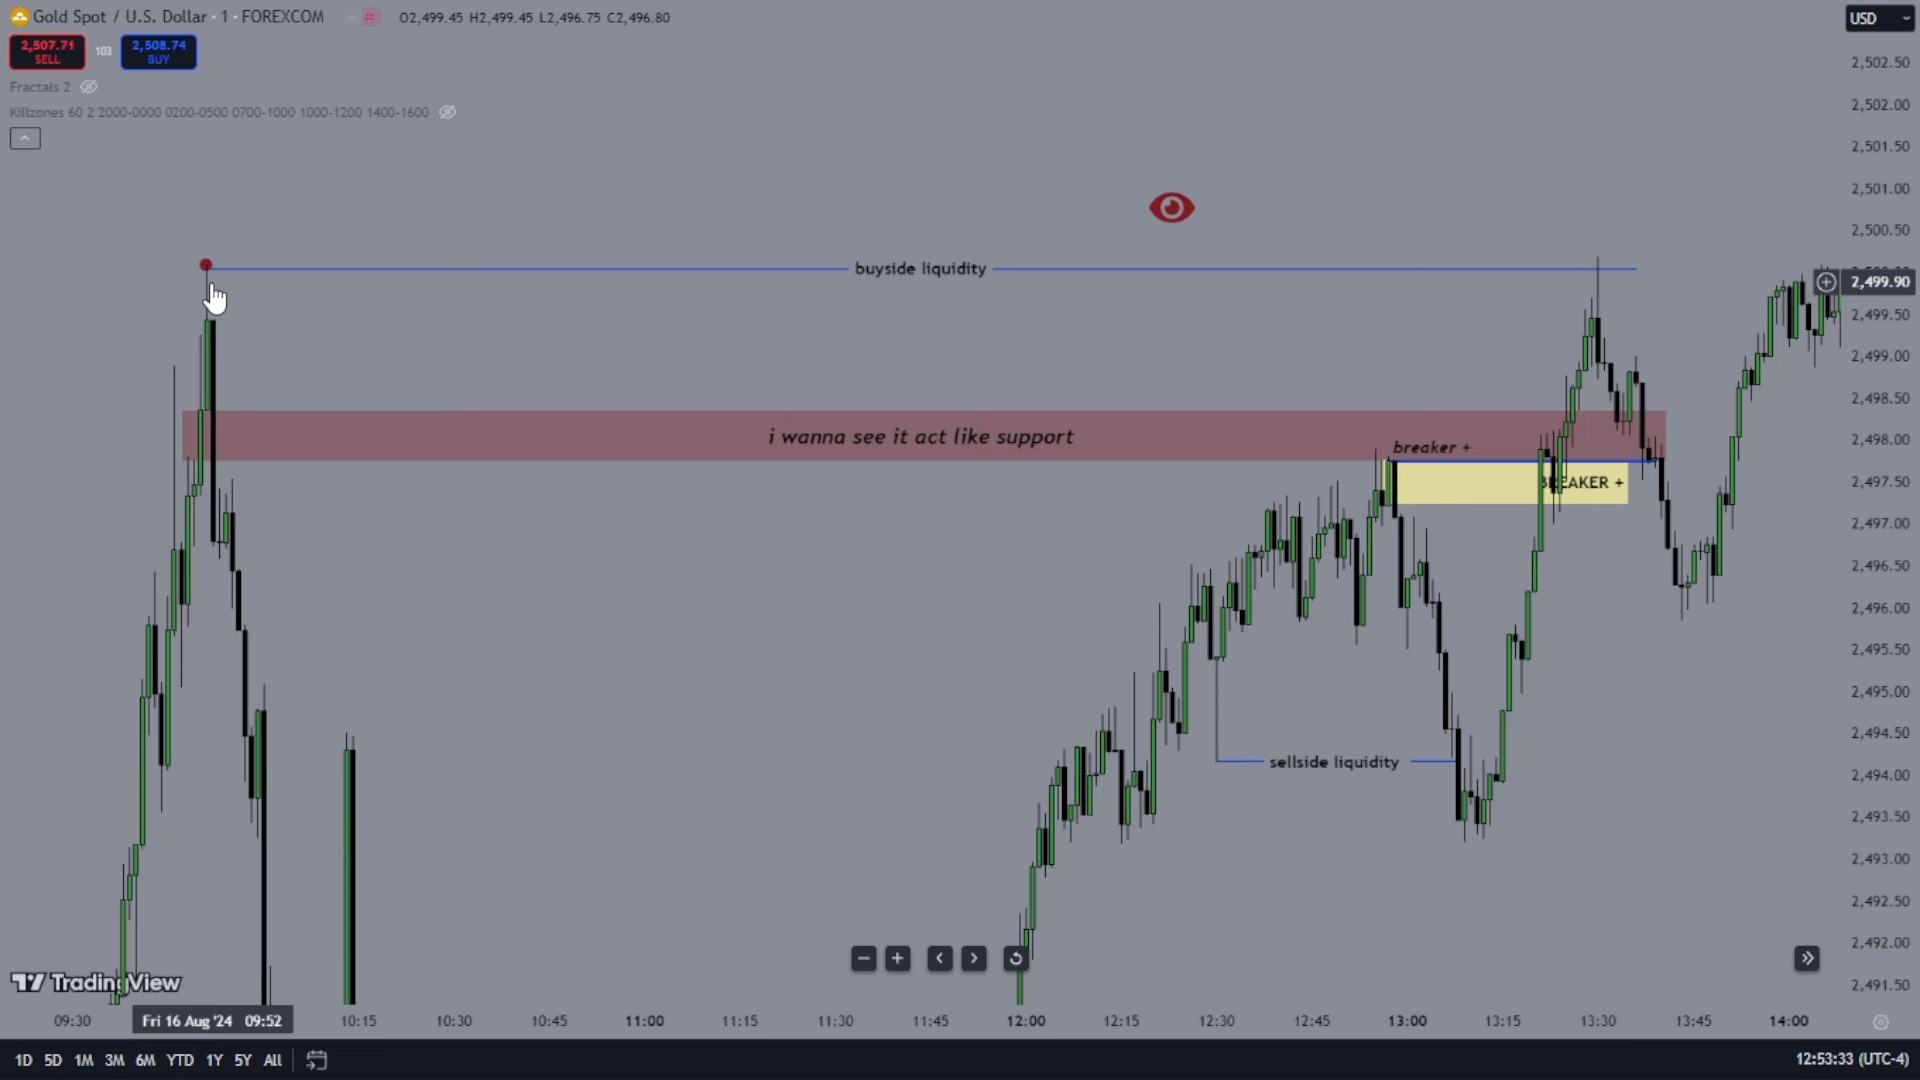 Gold Spot / U.S. Dollar · 1 · FOREXCOM O2,499.45 H2,499.45 L2,496.75 C2,496.80
USD
2,507.71 103 2,508.74
SELL BUY
Fractals 2
Killzones 60 2 2000-0000 0200-0500 0700-1000 1000-1200 1400-1600
2,502.50
2,502.00
2,501.50
2,501.00
2,500.50
buyside liquidity
2,499.90
2,499.50
2,499.00
2,498.50
i wanna see it act like support
2,498.00
breaker +
BREAKER +
2,497.50
2,497.00
2,496.50
2,496.00
2,495.50
2,495.00
2,494.50
sellside liquidity
2,494.00
2,493.50
2,493.00
2,492.50
2,492.00
TradingView
2,491.50
09:30 Fri 16 Aug '24 09:52 10:15 10:30 10:45 11:00 11:15 11:30 11:45 12:00 12:15 12:30 12:45 13:00 13:15 13:30 13:45 14:00
1D 5D 1M 3M 6M YTD 1Y 5Y All
12:53:33 (UTC-4)